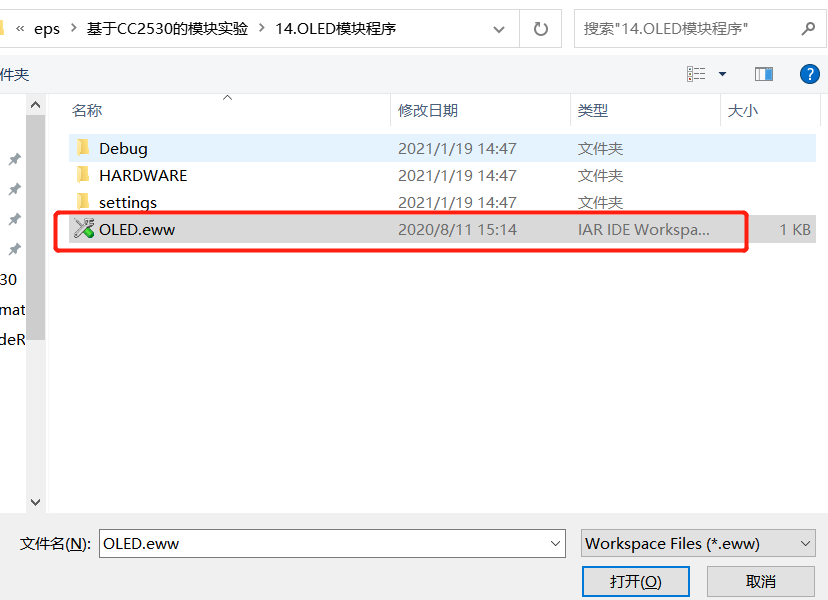 « eps > 基于CC2530的模块实验 > 14.OLED模块程序 搜索"14.OLED模块程序"
件夹
名称 修改日期 类型 大小
Debug 2021/1/19 14:47 文件夹
HARDWARE 2021/1/19 14:47 文件夹
settings 2021/1/19 14:47 文件夹
OLED.eww 2020/8/11 15:14 IAR IDE Workspa... 1 KB
30
mat
deR
文件名(N): OLED.eww Workspace Files (*.eww)
打开(O) 取消